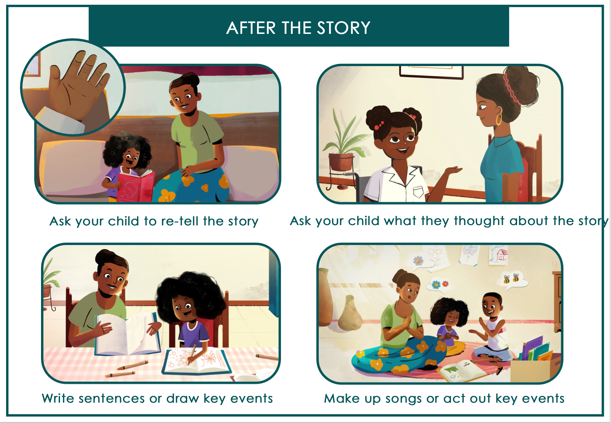 AFTER THE STORY
Ask your child to re-tell the story
Ask your child what they thought about the story
Write sentences or draw key events
Make up songs or act out key events